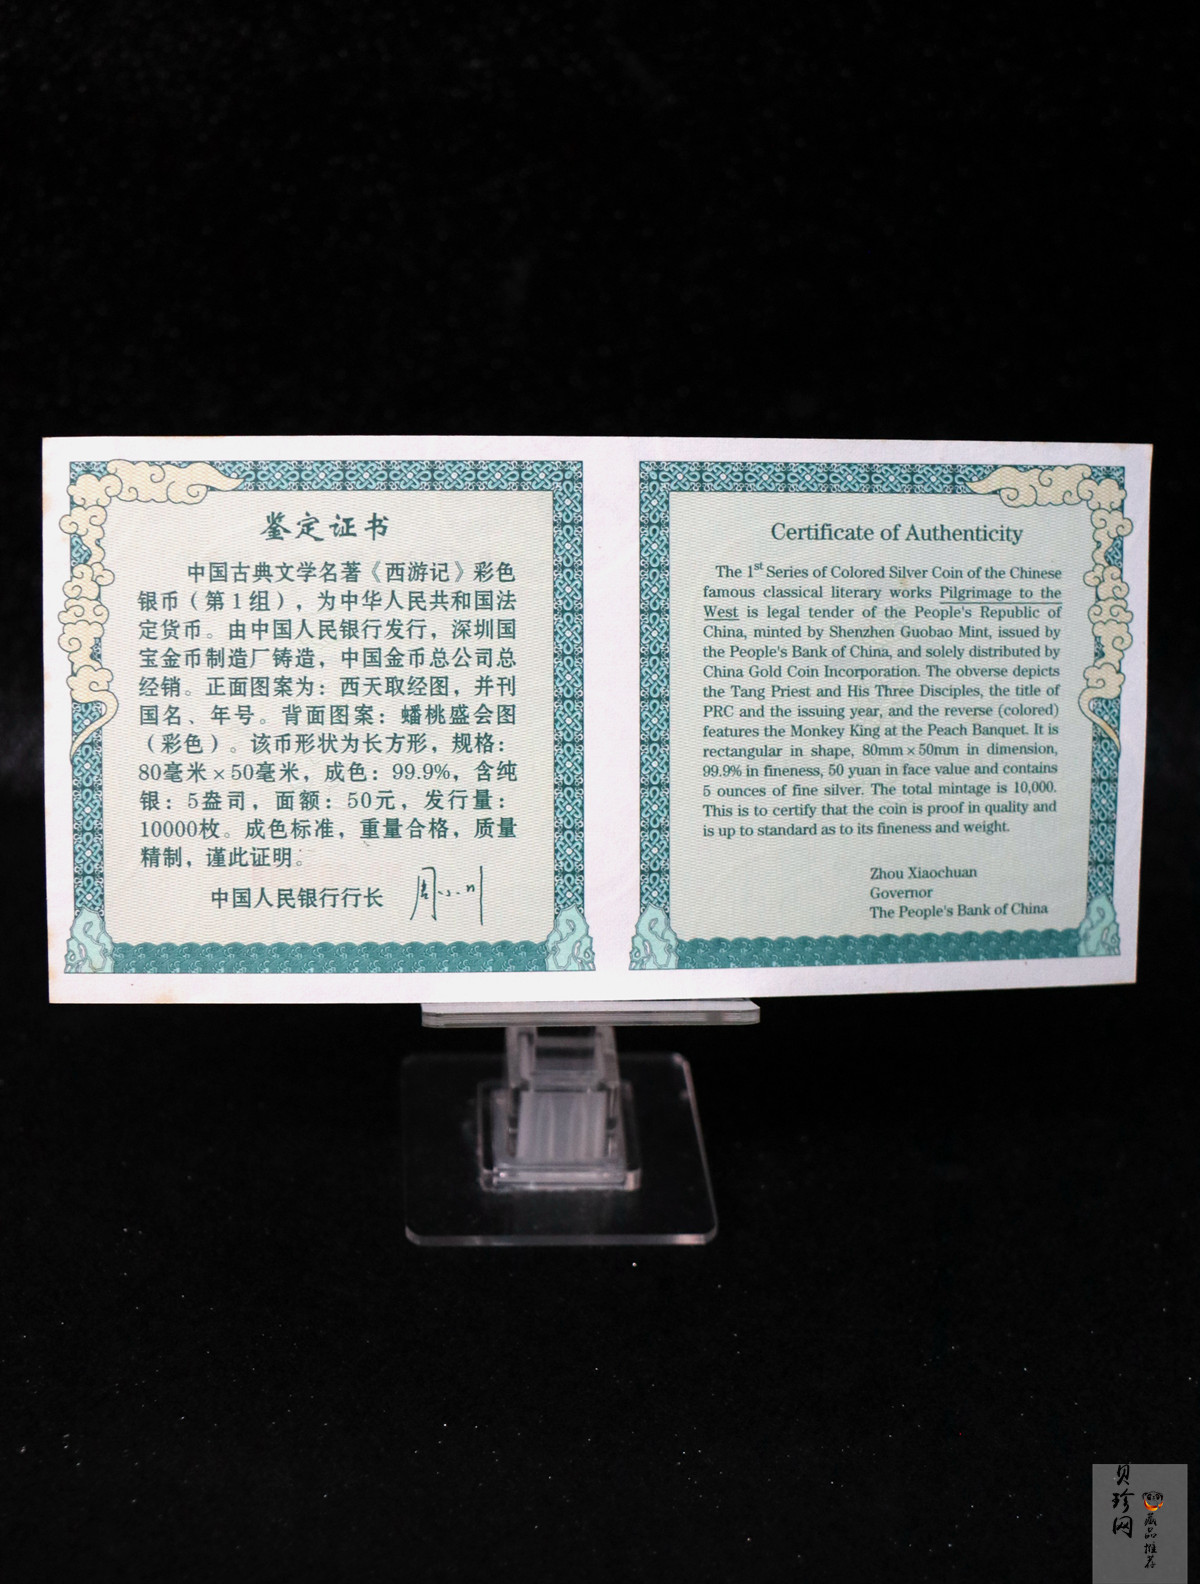 鉴定证书
中国古典文学名著《西游记》彩色
银币（第1组），为中华人民共和国法
定货币。由中国人民银行发行，深圳国
宝金币制造厂铸造，中国金币总公司总
经销。正面图案为：西天取经图，并刊
国名、年号。背面图案：蟠桃盛会图
（彩色）。该币形状为长方形，规格：
80毫米×50毫米，成色：99.9%，含纯
银：5盎司，面额：50元，发行量：
10000枚。成色标准，重量合格，质量
精制，谨此证明。
中国人民银行行长 周小川
Certificate of Authenticity
The 1st Series of Colored Silver Coin of the Chinese
famous classical literary works Pilgrimage to the
West is legal tender of the People's Republic of
China, minted by Shenzhen Guobao Mint, issued by
the People's Bank of China, and solely distributed by
China Gold Coin Incorporation. The obverse depicts
the Tang Priest and His Three Disciples, the title of
PRC and the issuing year, and the reverse (colored)
features the Monkey King at the Peach Banquet. It is
rectangular in shape, 80mm×50mm in dimension,
99.9% in fineness, 50 yuan in face value and contains
5 ounces of fine silver. The total mintage is 10,000.
This is to certify that the coin is proof in quality and
is up to standard as to its fineness and weight.
Zhou Xiaochuan
Governor
The People's Bank of China
贝珍网
藏品推荐